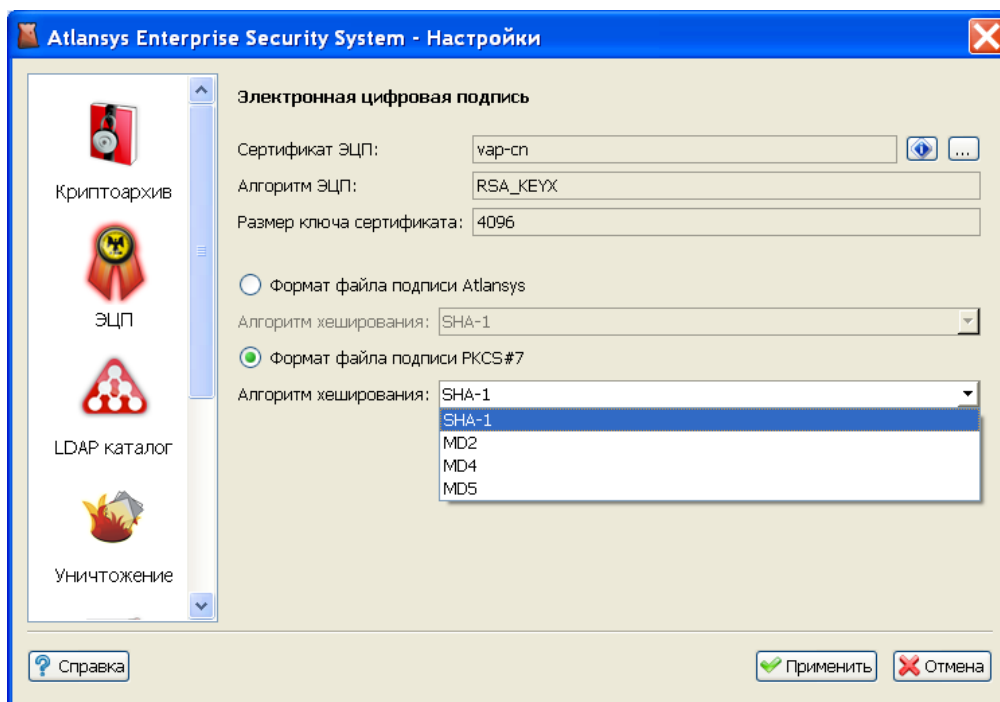 Atlansys Enterprise Security System - Настройки
Криптоархив
ЭЦП
LDAP каталог
Уничтожение
Электронная цифровая подпись
Сертификат ЭЦП: vap-cn ...
Алгоритм ЭЦП: RSA_KEYX
Размер ключа сертификата: 4096
Формат файла подписи Atlansys
Алгоритм хеширования: SHA-1
Формат файла подписи PKCS#7
Алгоритм хеширования: SHA-1
SHA-1
MD2
MD4
MD5
? Справка
Применить
Отмена